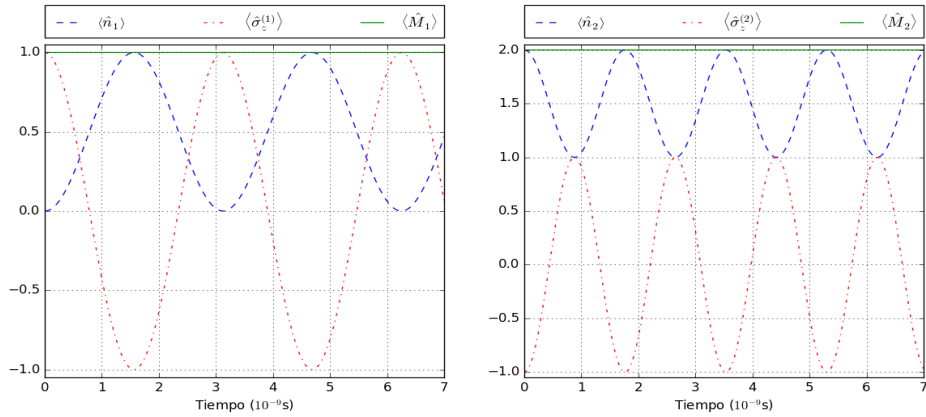 ⟨n̂₁⟩ ⟨σ̂_z^(1)⟩ ⟨M̂₁⟩
1.0
0.5
0.0
−0.5
−1.0
0 1 2 3 4 5 6 7
Tiempo (10⁻⁹s)
⟨n̂₂⟩ ⟨σ̂_z^(2)⟩ ⟨M̂₂⟩
2.0
1.5
1.0
0.5
0.0
−0.5
−1.0
0 1 2 3 4 5 6 7
Tiempo (10⁻⁹s)